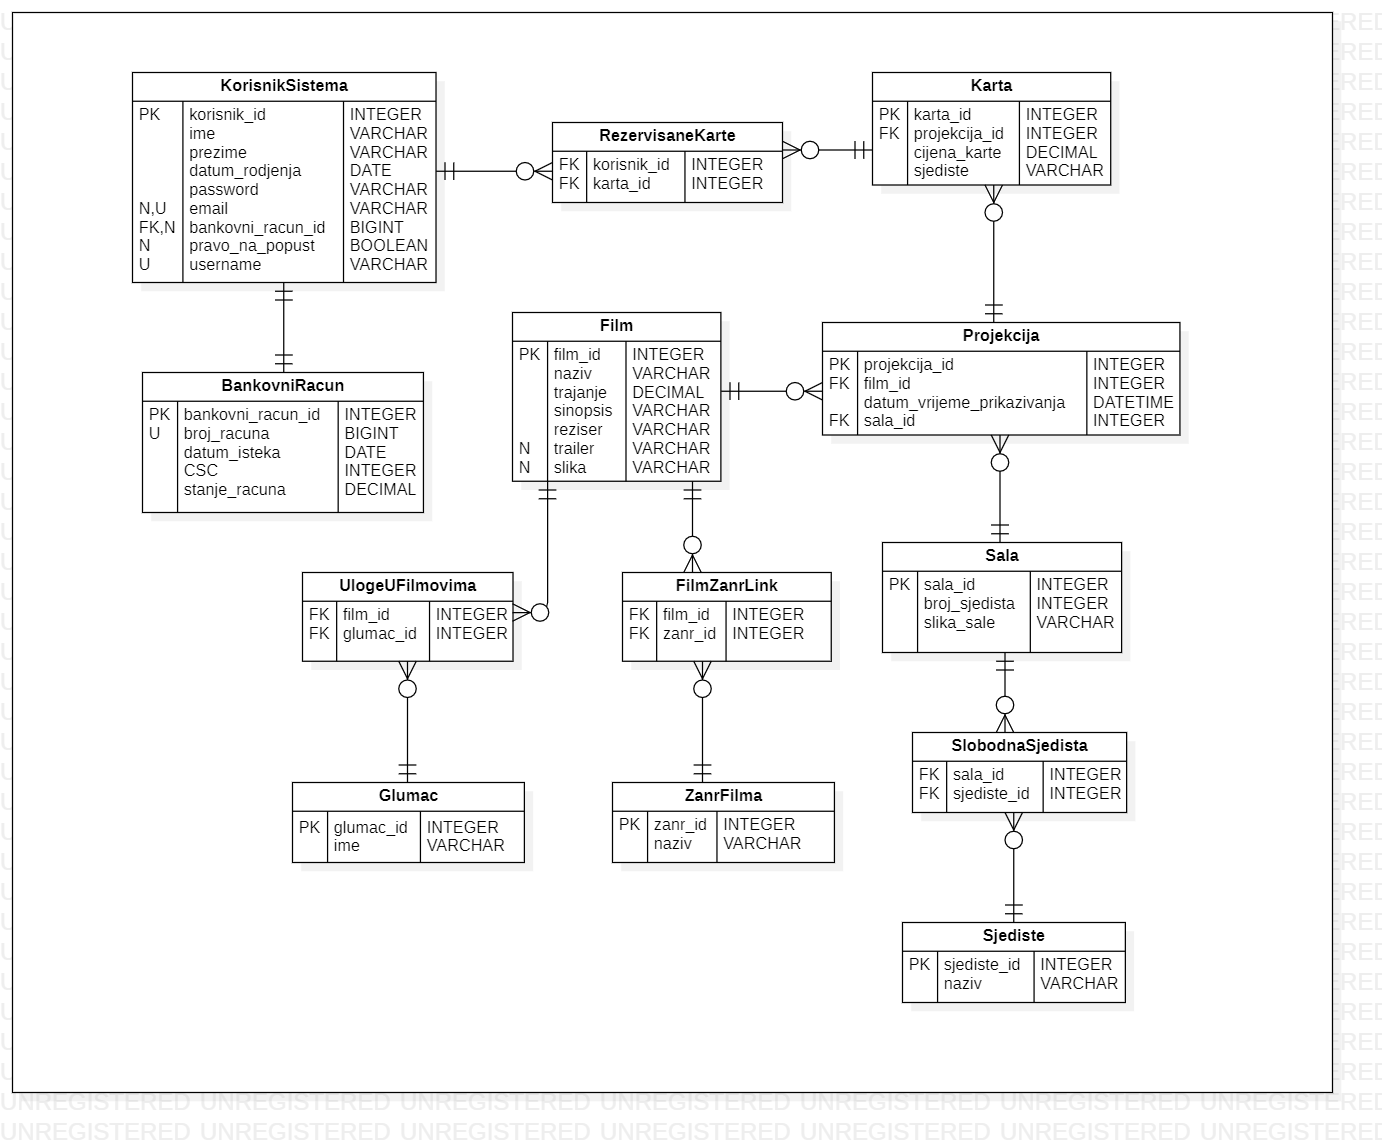 KorisnikSistema
PK korisnik_id INTEGER
ime VARCHAR
prezime VARCHAR
datum_rodjenja DATE
password VARCHAR
N,U email VARCHAR
FK,N bankovni_racun_id BIGINT
N pravo_na_popust BOOLEAN
U username VARCHAR
RezervisaneKarte
FK korisnik_id INTEGER
FK karta_id INTEGER
Karta
PK karta_id INTEGER
FK projekcija_id INTEGER
cijena_karte DECIMAL
sjediste VARCHAR
BankovniRacun
PK bankovni_racun_id INTEGER
U broj_racuna BIGINT
datum_isteka DATE
CSC INTEGER
stanje_racuna DECIMAL
Film
PK film_id INTEGER
naziv VARCHAR
trajanje DECIMAL
sinopsis VARCHAR
reziser VARCHAR
N trailer VARCHAR
N slika VARCHAR
Projekcija
PK projekcija_id INTEGER
FK film_id INTEGER
datum_vrijeme_prikazivanja DATETIME
FK sala_id INTEGER
UlogeUFilmovima
FK film_id INTEGER
FK glumac_id INTEGER
FilmZanrLink
FK film_id INTEGER
FK zanr_id INTEGER
Sala
PK sala_id INTEGER
broj_sjedista INTEGER
slika_sale VARCHAR
SlobodnaSjedista
FK sala_id INTEGER
FK sjediste_id INTEGER
Glumac
PK glumac_id INTEGER
ime VARCHAR
ZanrFilma
PK zanr_id INTEGER
naziv VARCHAR
Sjediste
PK sjediste_id INTEGER
naziv VARCHAR
UNREGISTERED UNREGISTERED UNREGISTERED UNREGISTERED UNREGISTERED UNREGISTERED UNREGISTERED
UNREGISTERED UNREGISTERED UNREGISTERED UNREGISTERED UNREGISTERED UNREGISTERED UNREGISTERED